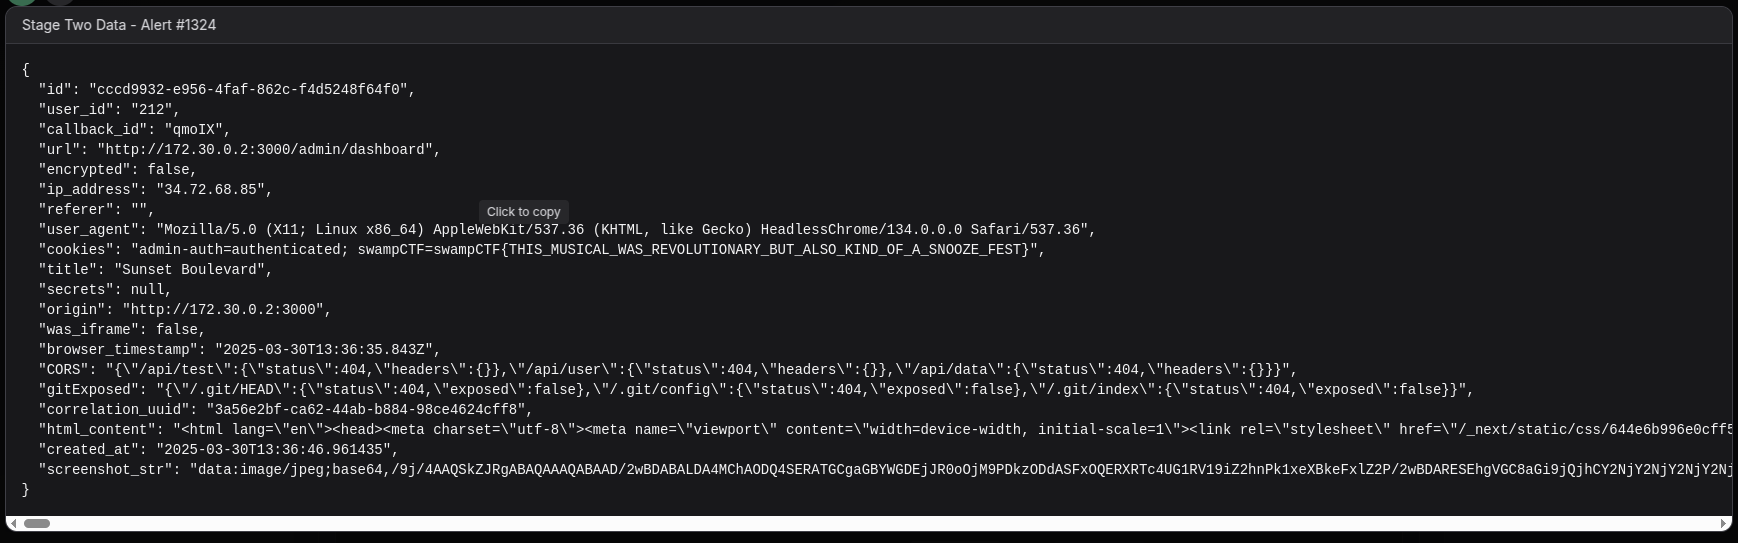 Stage Two Data - Alert #1324
{
"id": "cccd9932-e956-4faf-862c-f4d5248f64f0",
"user_id": "212",
"callback_id": "qmoIX",
"url": "http://172.30.0.2:3000/admin/dashboard",
"encrypted": false,
"ip_address": "34.72.68.85",
"referer": "",
Click to copy
"user_agent": "Mozilla/5.0 (X11; Linux x86_64) AppleWebKit/537.36 (KHTML, like Gecko) HeadlessChrome/134.0.0.0 Safari/537.36",
"cookies": "admin-auth=authenticated; swampCTF=swampCTF{THIS_MUSICAL_WAS_REVOLUTIONARY_BUT_ALSO_KIND_OF_A_SNOOZE_FEST}",
"title": "Sunset Boulevard",
"secrets": null,
"origin": "http://172.30.0.2:3000",
"was_iframe": false,
"browser_timestamp": "2025-03-30T13:36:35.843Z",
"CORS": "{\"/api/test\":{\"status\":404,\"headers\":{}},\"/api/user\":{\"status\":404,\"headers\":{}},\"/api/data\":{\"status\":404,\"headers\":{}}}",
"gitExposed": "{\"/.git/HEAD\":{\"status\":404,\"exposed\":false},\"/.git/config\":{\"status\":404,\"exposed\":false},\"/.git/index\":{\"status\":404,\"exposed\":false}}",
"correlation_uuid": "3a56e2bf-ca62-44ab-b884-98ce4624cff8",
"html_content": "<html lang=\"en\"><head><meta charset=\"utf-8\"><meta name=\"viewport\" content=\"width=device-width, initial-scale=1\"><link rel=\"stylesheet\" href=\"/_next/static/css/644e6b996e0cff5
"created_at": "2025-03-30T13:36:46.961435",
"screenshot_str": "data:image/jpeg;base64,/9j/4AAQSkZJRgABAQAAAQABAAD/2wBDABALDA4MChAODQ4SERATGCgaGBYWGDEjJR0oOjM9PDkzODdASFxOQERXRTc4UG1RV19iZ2hnPk1xeXBkeFxlZ2P/2wBDARESEhgVGC8aGi9jQjhCY2NjY2NjY2NjY2Nj
}